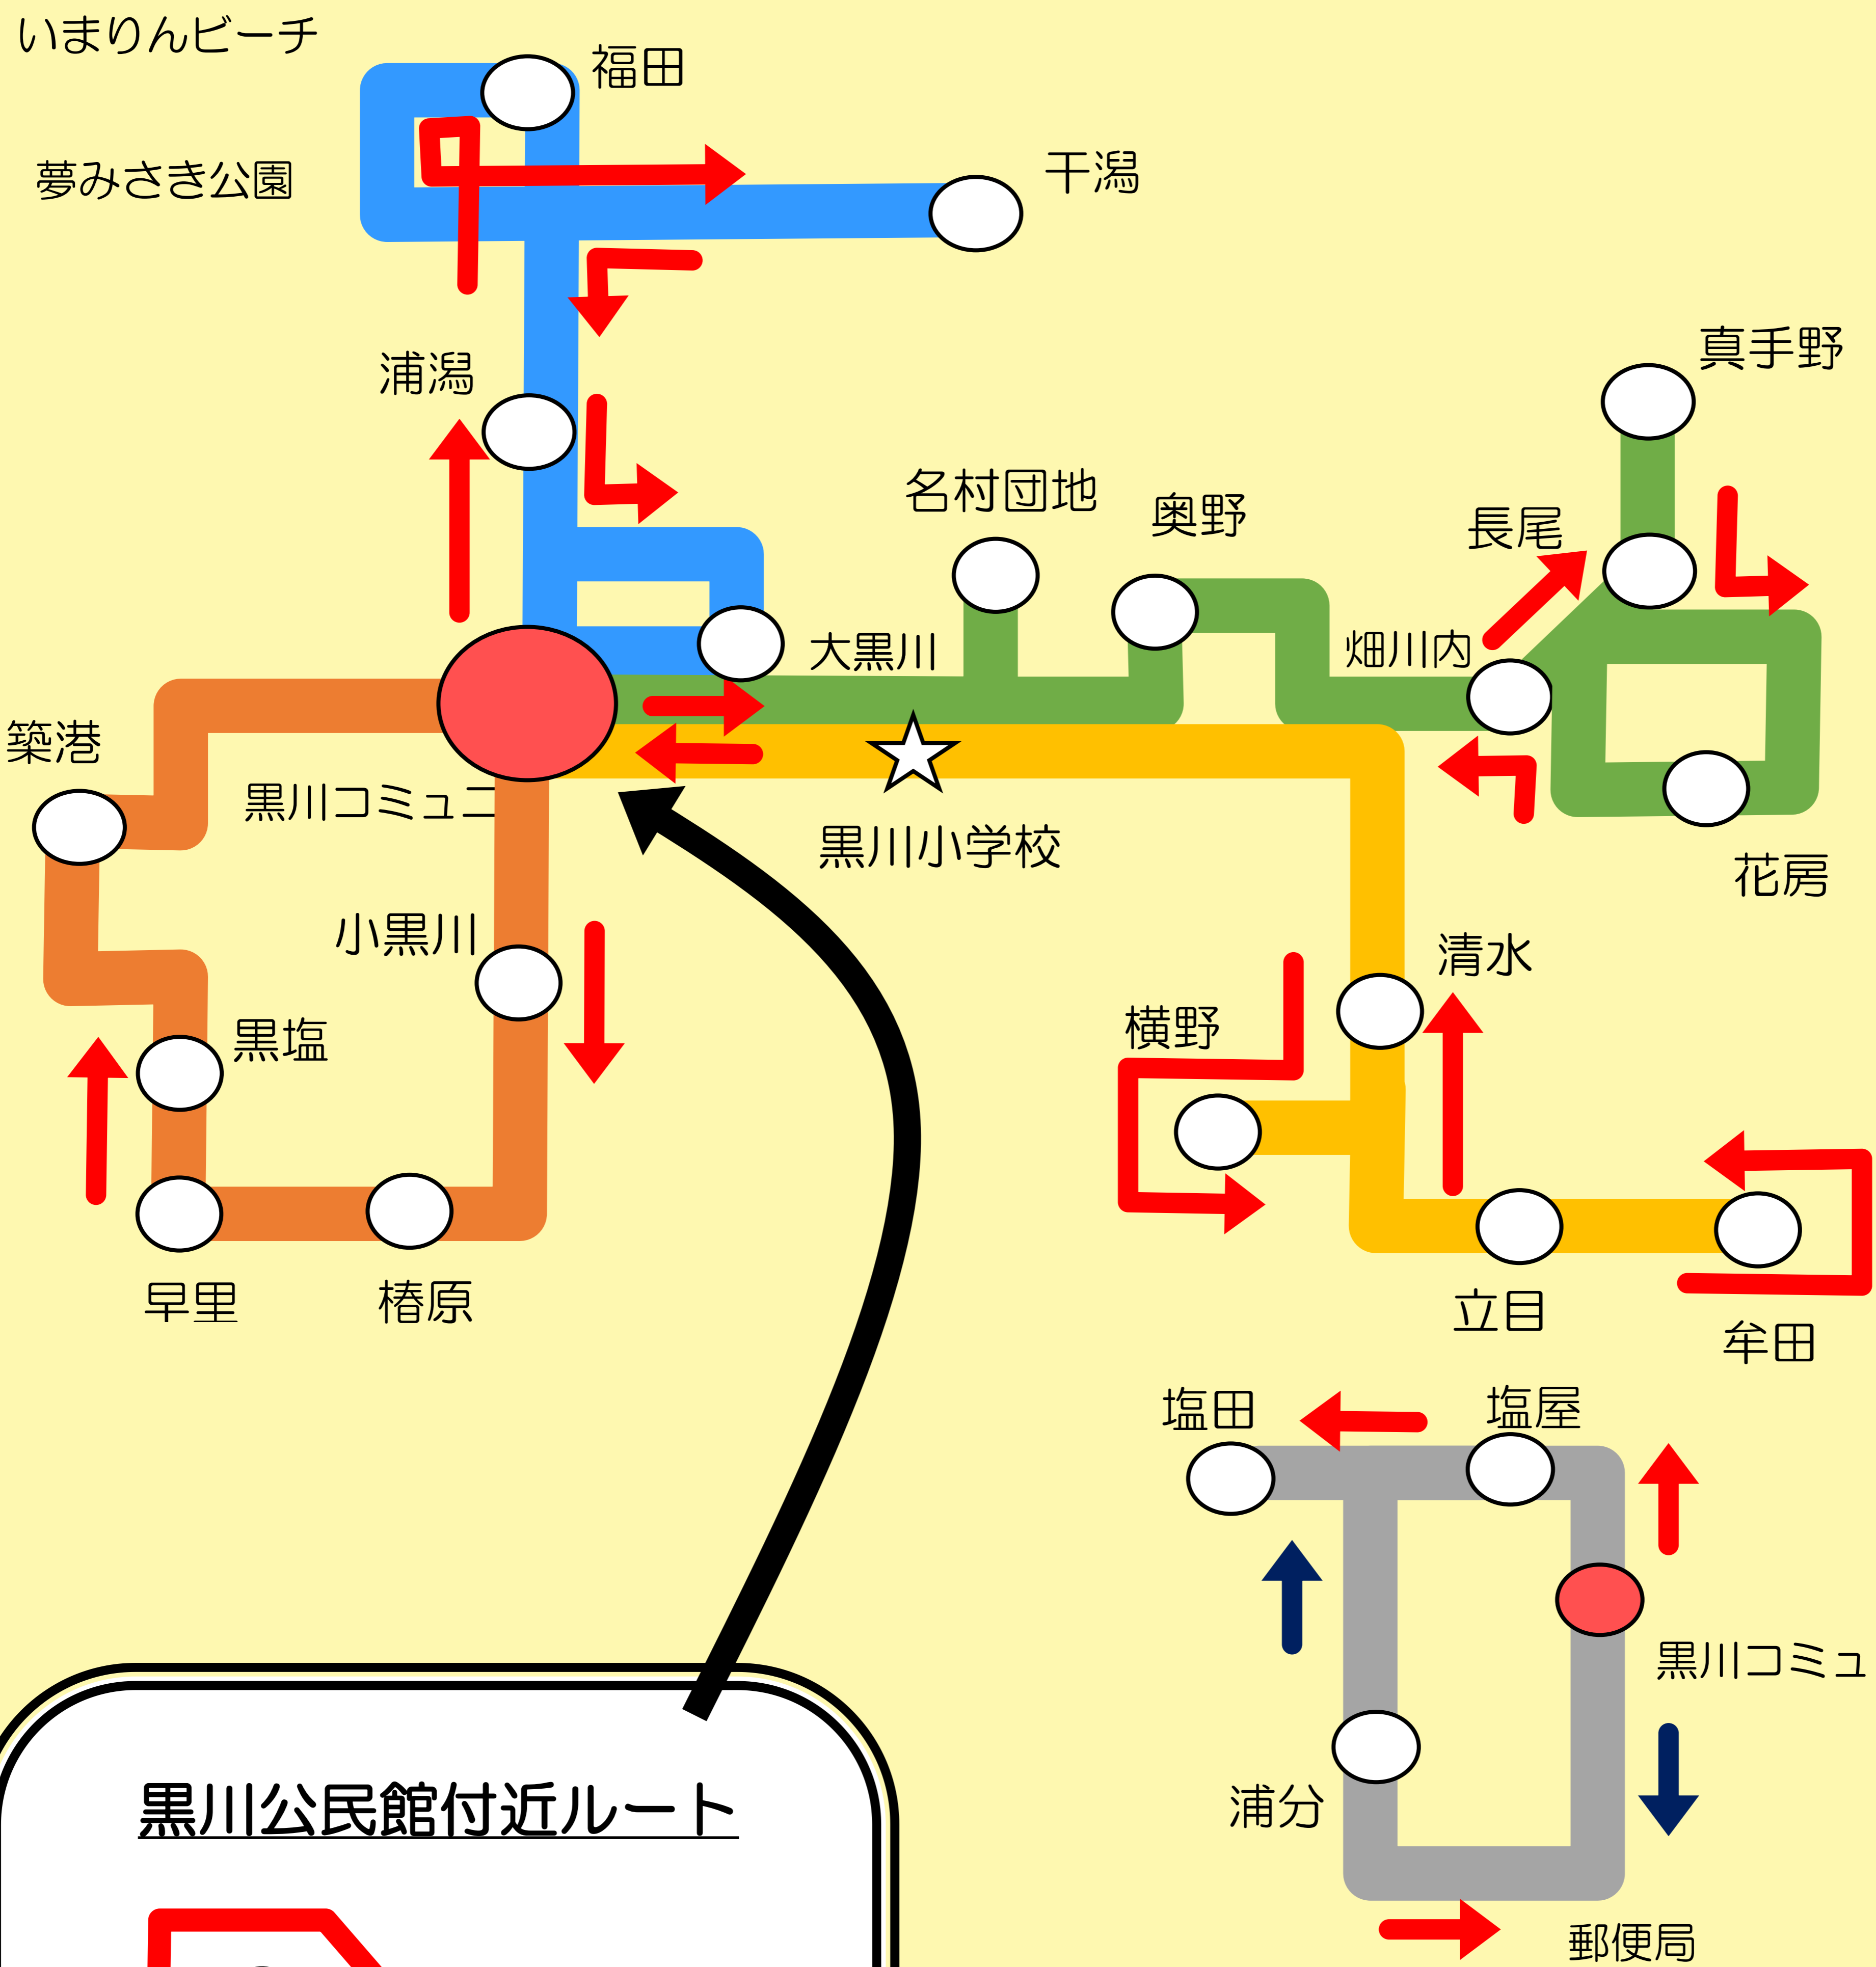 いまりんビーチ
福田
夢みさき公園
干潟
浦潟
真手野
名村団地
奥野
長尾
大黒川
畑川内
築港
黒川コミュニ
黒川小学校
花房
小黒川
清水
横野
黒塩
早里
椿原
立目
牟田
塩田
塩屋
黒川コミュ
浦分
黒川公民館付近ルート
郵便局